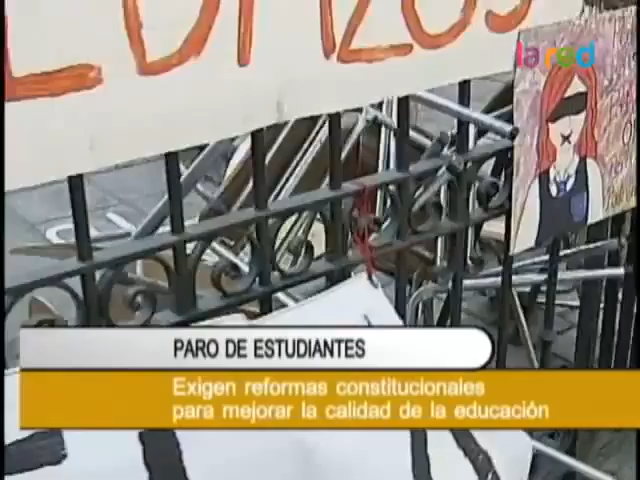 la red
PARO DE ESTUDIANTES
Exigen reformas constitucionales
para mejorar la calidad de la educación